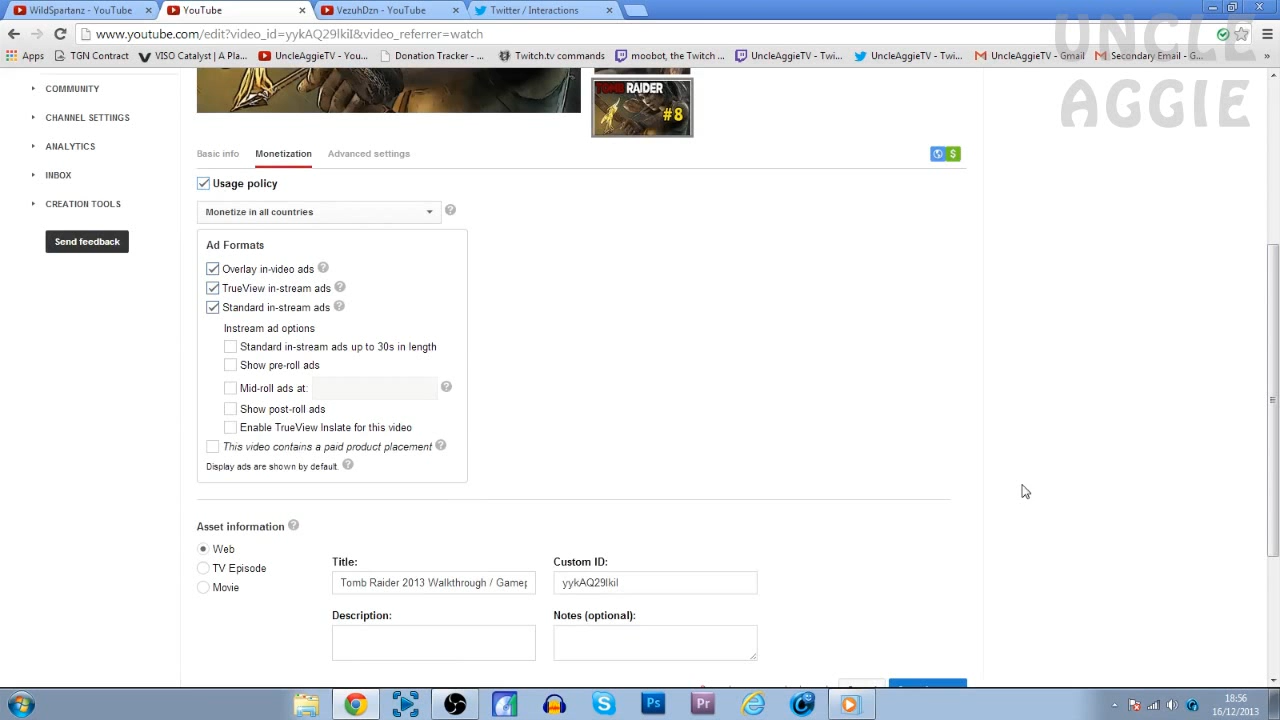 WildSpartanz - YouTube
YouTube
VezuhDzn - YouTube
Twitter / Interactions
www.youtube.com/edit?video_id=yykAQ29lkiI&video_referrer=watch
Apps
TGN Contract
VISO Catalyst | Pro
UncleAggieTV - You
Donation Tracker -
Twitch.tv commands
moobot, the Twitch
UncleAggieTV - Twit
UncleAggieTV - Gmail
Secondary Email - G
UNCLE
AGGIE
COMMUNITY
CHANNEL SETTINGS
ANALYTICS
INBOX
CREATION TOOLS
Send feedback
TOMB RAIDER
#8
Basic info
Monetization
Advanced settings
$
Usage policy
Monetize in all countries
Ad Formats
Overlay in-video ads
TrueView in-stream ads
Standard in-stream ads
Instream ad options
Standard in-stream ads up to 30s in length
Show pre-roll ads
Mid-roll ads at:
Show post-roll ads
Enable TrueView Inslate for this video
This video contains a paid product placement
Display ads are shown by default.
Asset information
Web
TV Episode
Movie
Title:
Tomb Raider 2013 Walkthrough / Gamep
Custom ID:
yykAQ29lkiI
Description:
Notes (optional):
Ps
Pr
18:56
16/12/2013